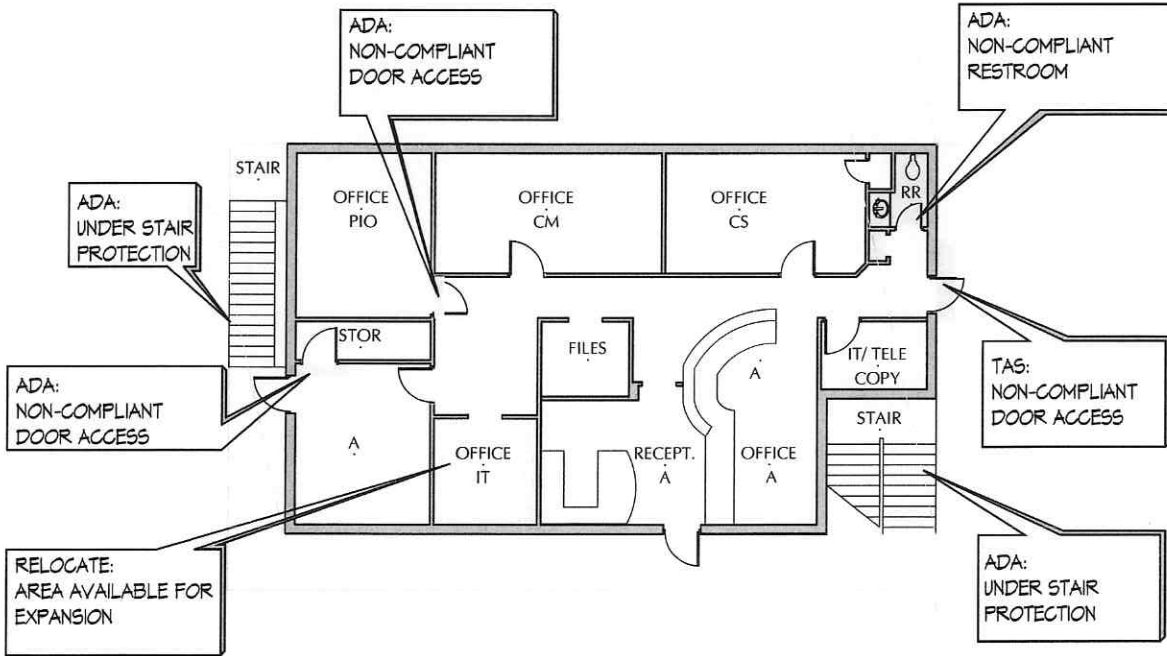 ADA:
NON-COMPLIANT
DOOR ACCESS
ADA:
NON-COMPLIANT
RESTROOM
STAIR
ADA:
UNDER STAIR
PROTECTION
OFFICE
PIO
OFFICE
CM
OFFICE
CS
RR
STOR
FILES
A
IT/ TELE
COPY
ADA:
NON-COMPLIANT
DOOR ACCESS
TAS:
NON-COMPLIANT
DOOR ACCESS
A
OFFICE
IT
RECEPT.
A
OFFICE
A
STAIR
RELOCATE:
AREA AVAILABLE FOR
EXPANSION
ADA:
UNDER STAIR
PROTECTION